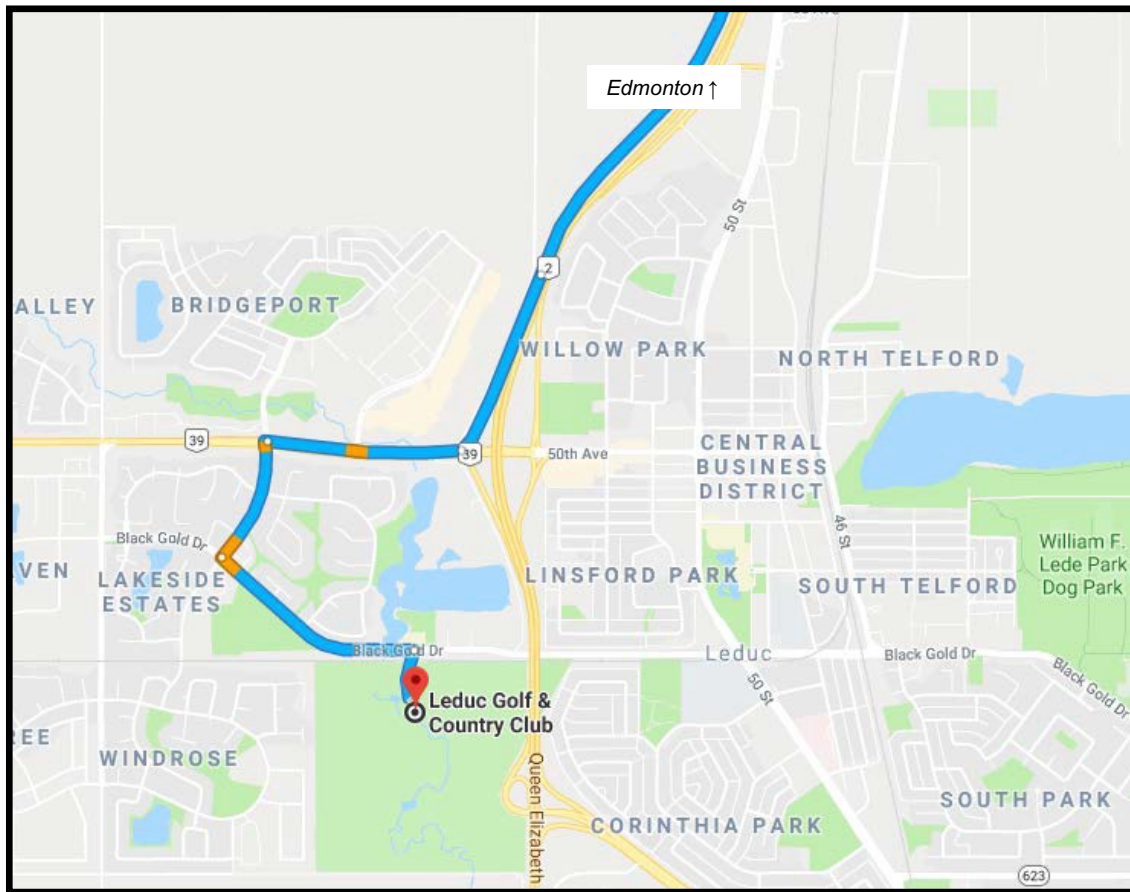 Edmonton ↑
50 St
2
ALLEY
BRIDGEPORT
WILLOW PARK
NORTH TELFORD
39
39
50th Ave
CENTRAL
BUSINESS
DISTRICT
46 St
Black Gold Dr
William F.
Lede Park
Dog Park
AVEN
LAKESIDE
ESTATES
LINSFORD PARK
SOUTH TELFORD
Black Gold Dr
Leduc
Black Gold Dr
Black Gold Dr
50 St
Leduc Golf &
Country Club
REE
WINDROSE
Queen Elizabeth
SOUTH PARK
CORINTHIA PARK
623